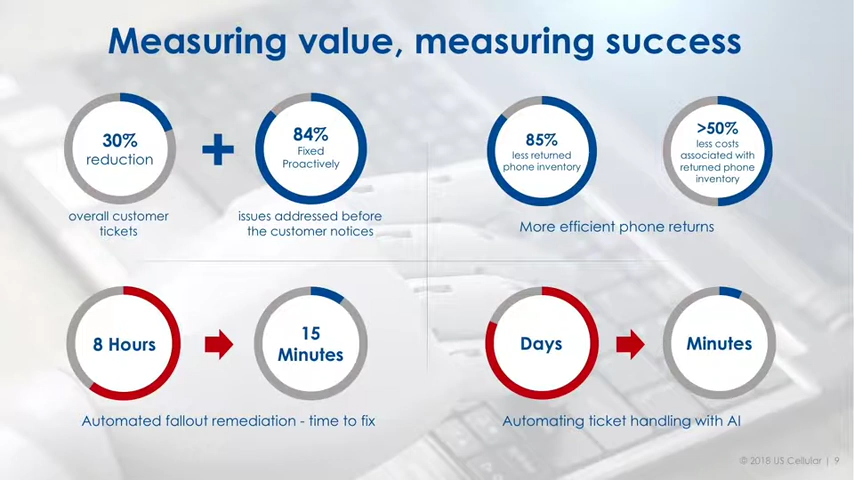 Measuring value, measuring success
30%
reduction
overall customer
tickets
84%
Fixed
Proactively
issues addressed before
the customer notices
85%
less returned
phone inventory
>50%
less costs
associated with
returned phone
inventory
More efficient phone returns
8 Hours
15
Minutes
Automated fallout remediation - time to fix
Days
Minutes
Automating ticket handling with AI
© 2018 US Cellular | 9